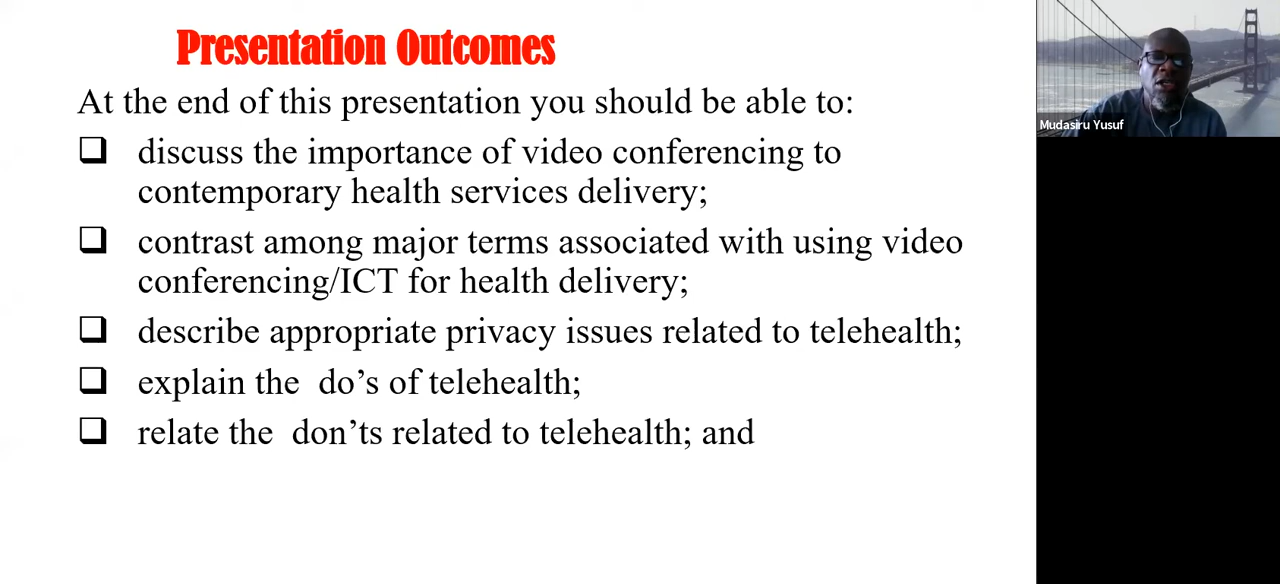 Presentation Outcomes
At the end of this presentation you should be able to:
discuss the importance of video conferencing to
contemporary health services delivery;
contrast among major terms associated with using video
conferencing/ICT for health delivery;
describe appropriate privacy issues related to telehealth;
explain the  do’s of telehealth;
relate the  don’ts related to telehealth; and
Mudasiru Yusuf